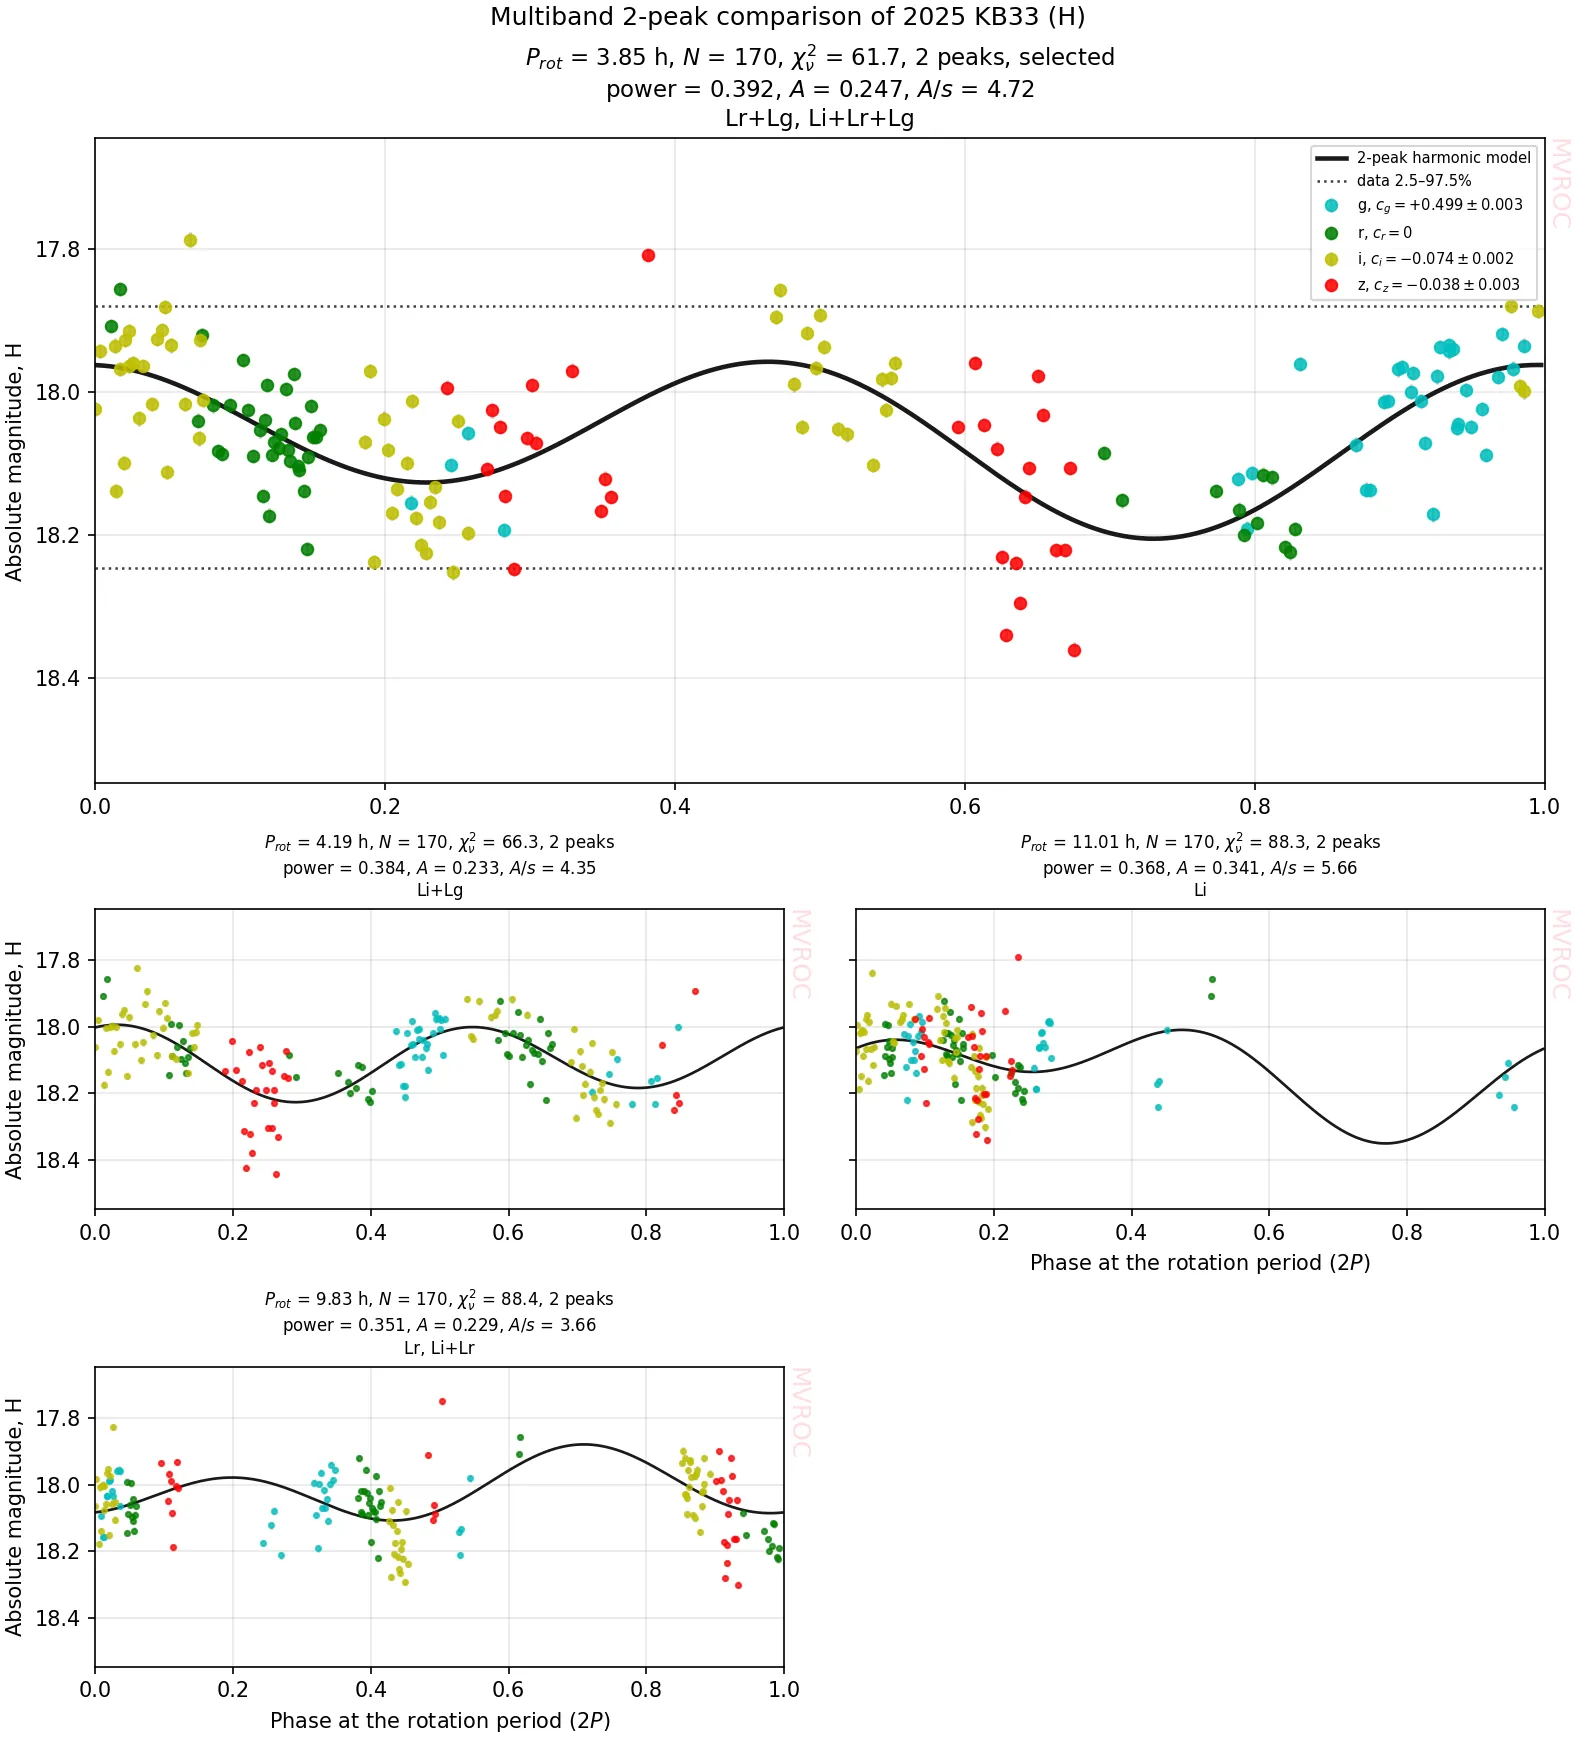 Multiband 2-peak comparison of 2025 KB33 (H)
P_rot = 3.85 h, N = 170, χ²_ν = 61.7, 2 peaks, selected
power = 0.392, A = 0.247, A/s = 4.72
Lr+Lg, Li+Lr+Lg
MVROC
2-peak harmonic model
data 2.5–97.5%
g, c_g = +0.499 ± 0.003
r, c_r = 0
i, c_i = −0.074 ± 0.002
z, c_z = −0.038 ± 0.003
Absolute magnitude, H
17.8
18.0
18.2
18.4
0.0 0.2 0.4 0.6 0.8 1.0
P_rot = 4.19 h, N = 170, χ²_ν = 66.3, 2 peaks
power = 0.384, A = 0.233, A/s = 4.35
Li+Lg
MVROC
Absolute magnitude, H
17.8
18.0
18.2
18.4
0.0 0.2 0.4 0.6 0.8 1.0
P_rot = 11.01 h, N = 170, χ²_ν = 88.3, 2 peaks
power = 0.368, A = 0.341, A/s = 5.66
Li
MVROC
0.0 0.2 0.4 0.6 0.8 1.0
Phase at the rotation period (2P)
P_rot = 9.83 h, N = 170, χ²_ν = 88.4, 2 peaks
power = 0.351, A = 0.229, A/s = 3.66
Lr, Li+Lr
MVROC
Absolute magnitude, H
17.8
18.0
18.2
18.4
0.0 0.2 0.4 0.6 0.8 1.0
Phase at the rotation period (2P)